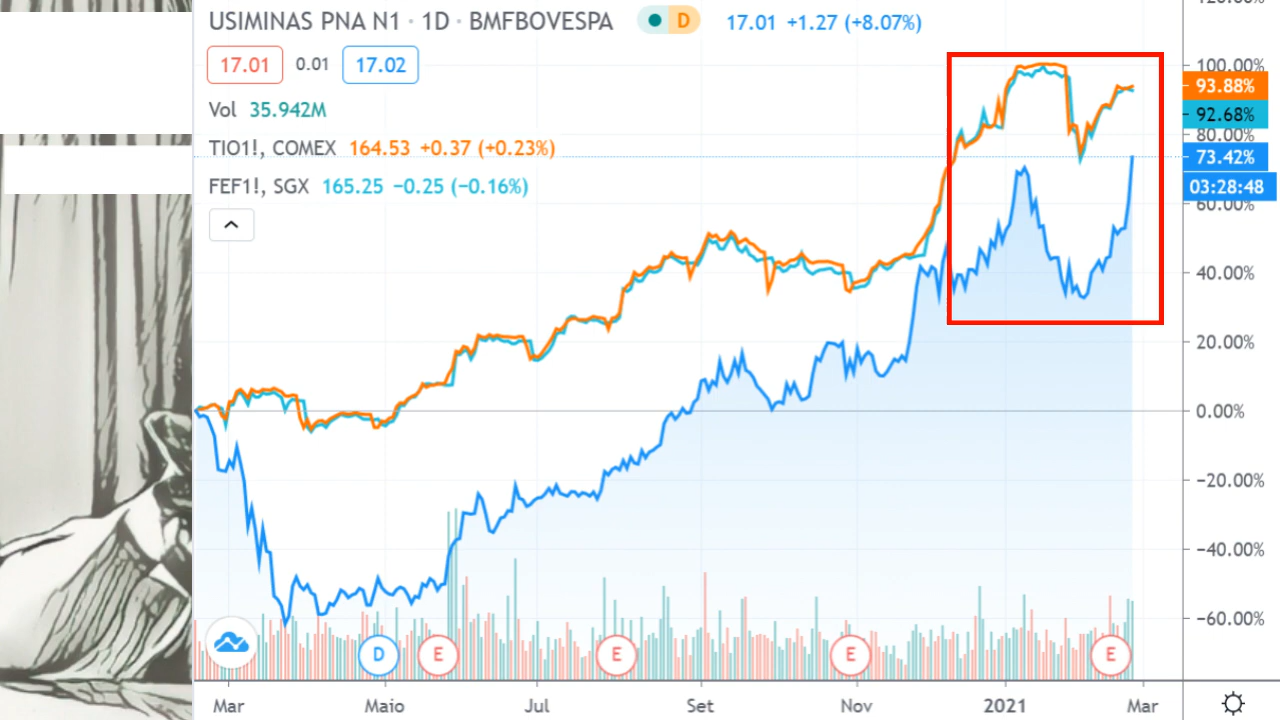 USIMINAS PNA N1 · 1D · BMFBOVESPA D 17.01 +1.27 (+8.07%)
17.01 0.01 17.02
Vol 35.942M
TIO1!, COMEX 164.53 +0.37 (+0.23%)
FEF1!, SGX 165.25 −0.25 (−0.16%)
120.00%
100.00%
93.88%
92.68%
80.00%
73.42%
03:28:48
60.00%
40.00%
20.00%
0.00%
−20.00%
−40.00%
−60.00%
D E E E E
Mar Maio Jul Set Nov 2021 Mar